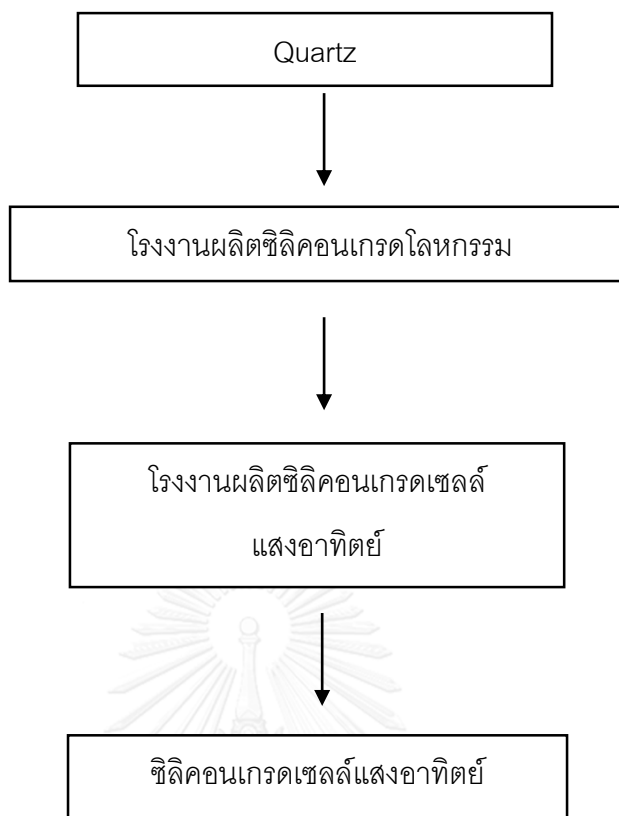 Quartz
โรงงานผลิตซิลิคอนเกรดโลหกรรม
โรงงานผลิตซิลิคอนเกรดเซลล์
แสงอาทิตย์
ซิลิคอนเกรดเซลล์แสงอาทิตย์